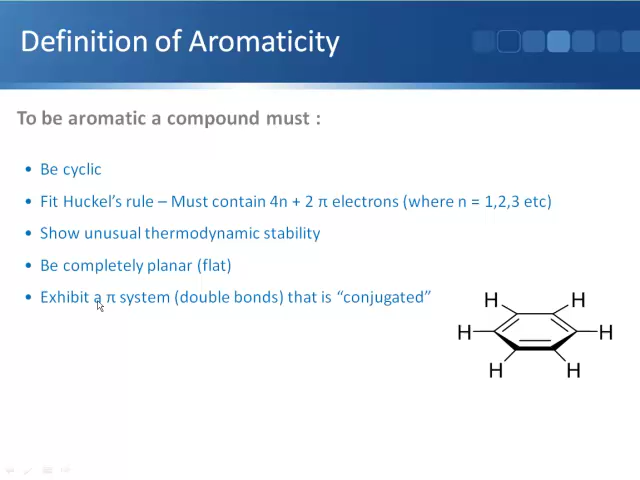 Definition of Aromaticity
To be aromatic a compound must :
• Be cyclic
• Fit Huckel's rule – Must contain 4n + 2 π electrons (where n = 1,2,3 etc)
• Show unusual thermodynamic stability
• Be completely planar (flat)
• Exhibit a π system (double bonds) that is “conjugated”
H H
H H
H H